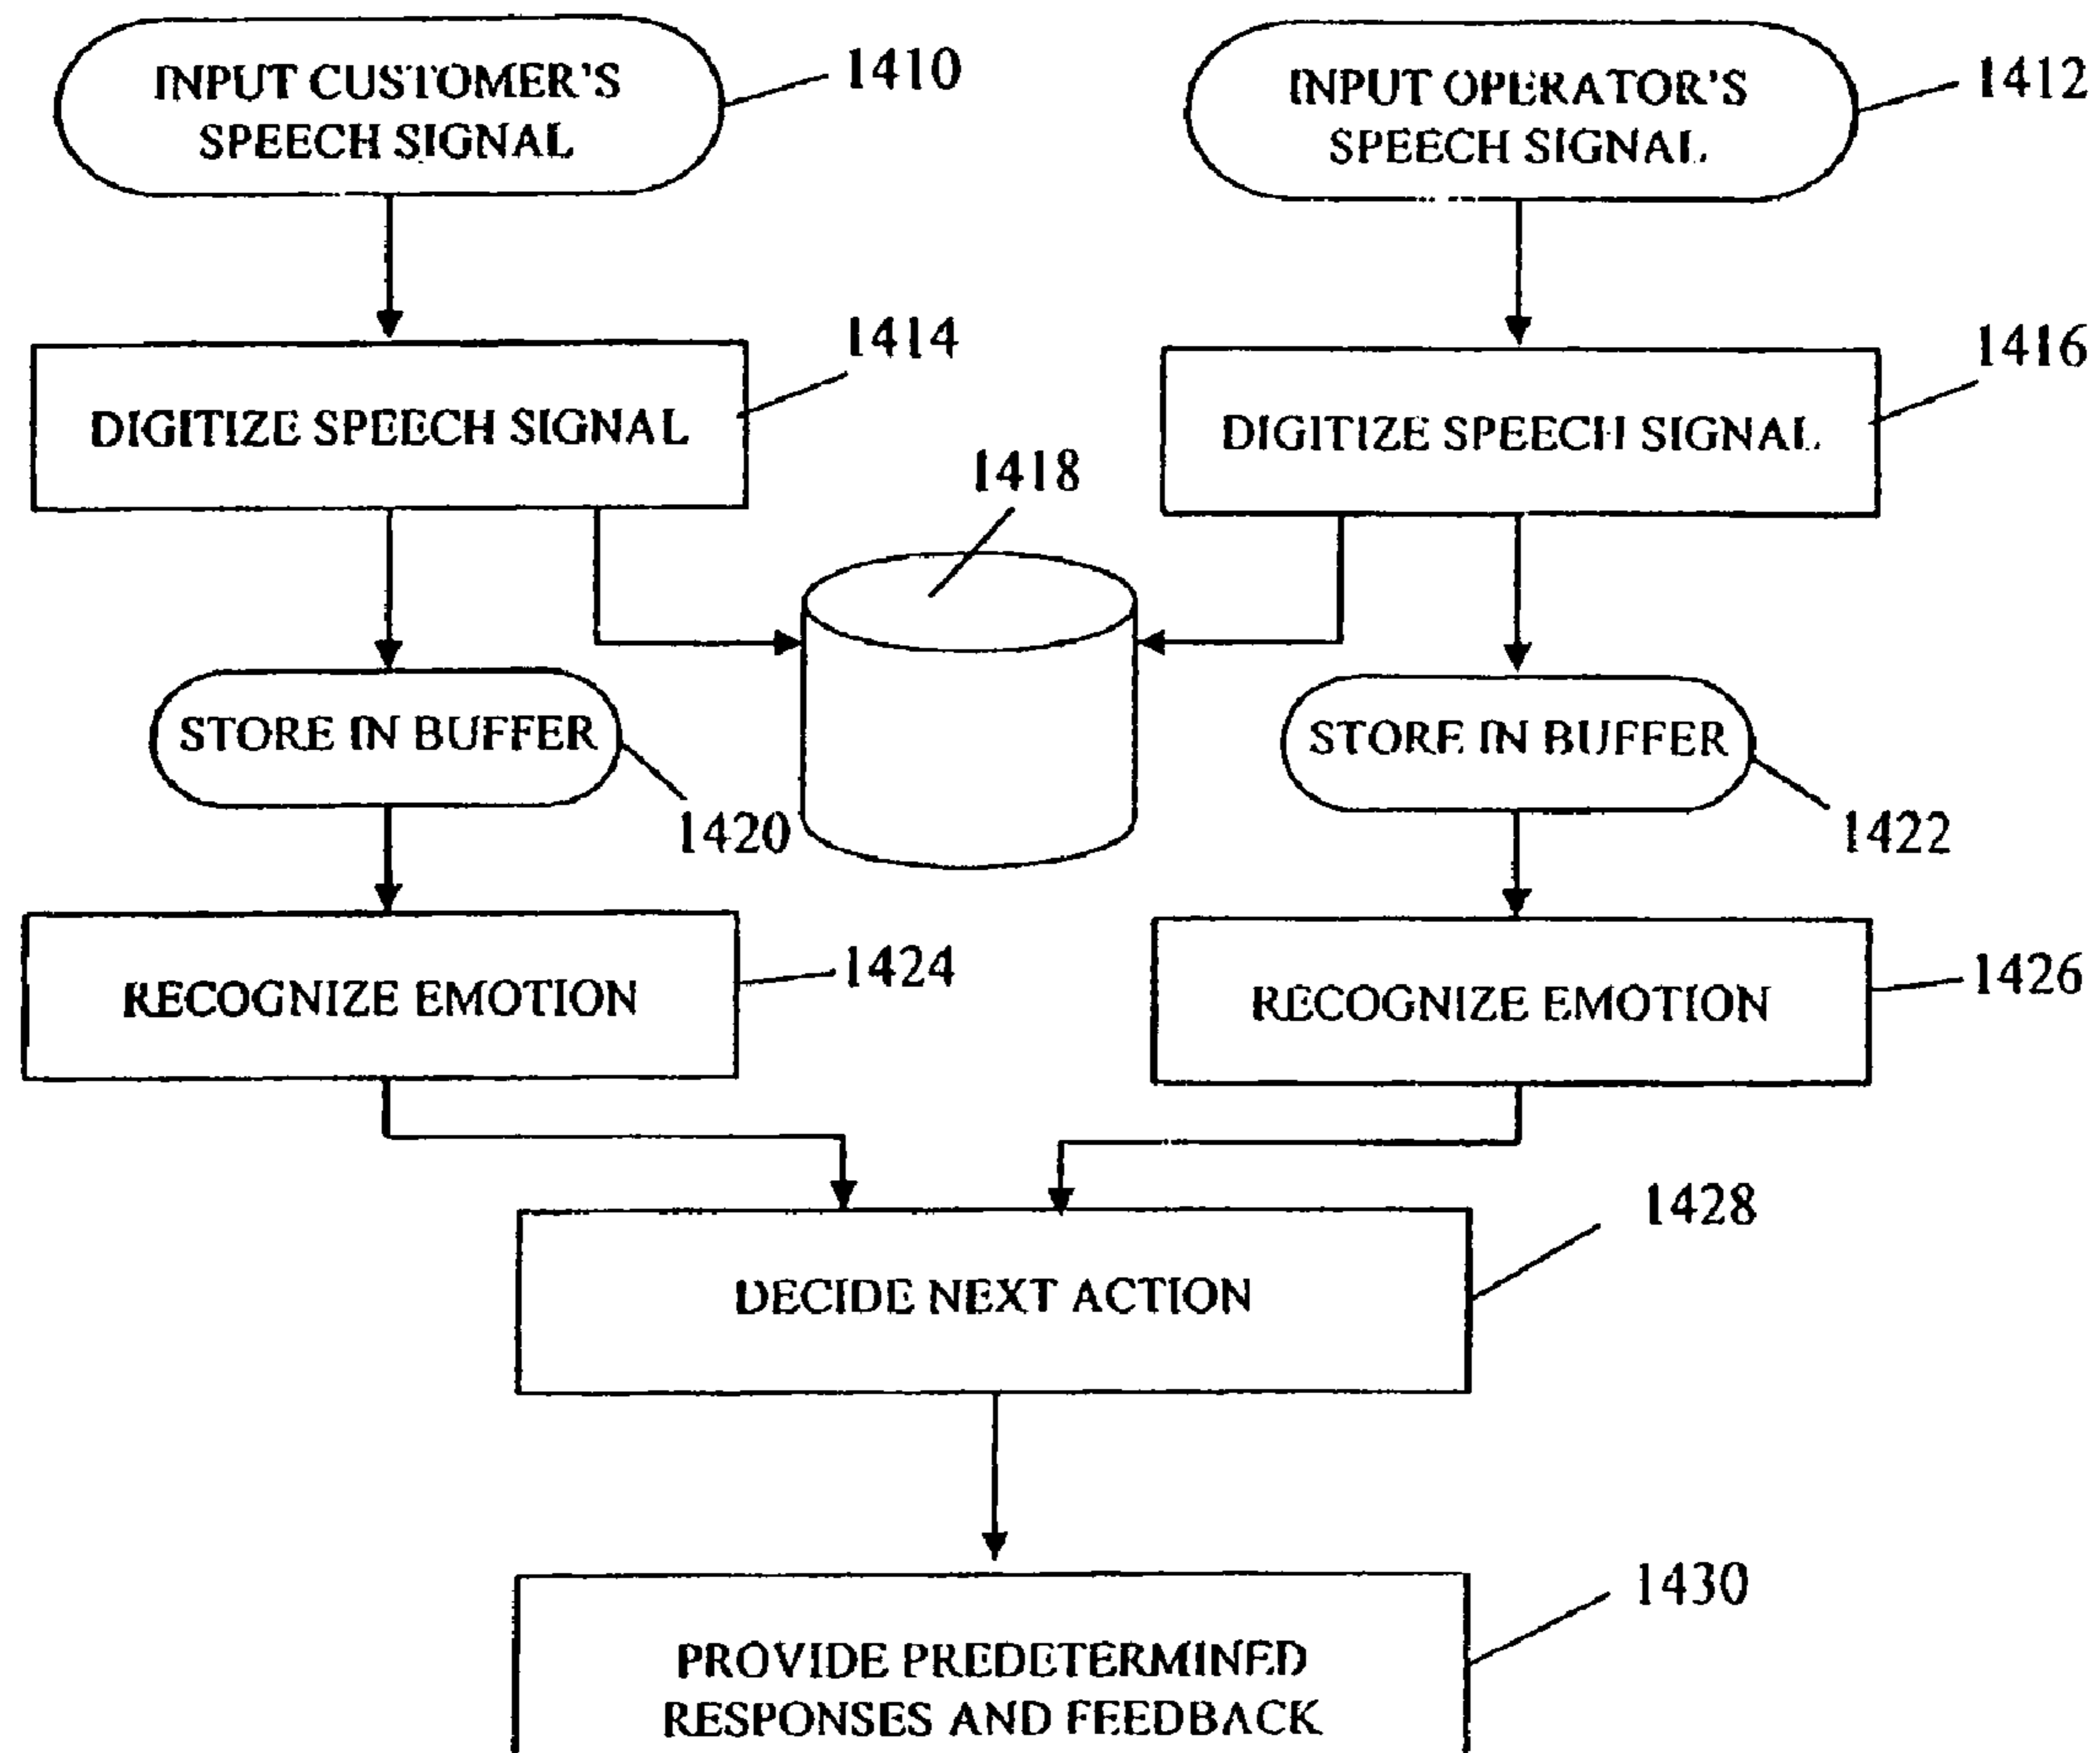 INPUT CUSTOMER'S
SPEECH SIGNAL
1410
INPUT OPERATOR'S
SPEECH SIGNAL
1412
DIGITIZE SPEECH SIGNAL
1414
DIGITIZE SPEECH SIGNAL
1416
1418
STORE IN BUFFER
1420
STORE IN BUFFER
1422
RECOGNIZE EMOTION
1424
RECOGNIZE EMOTION
1426
DECIDE NEXT ACTION
1428
PROVIDE PREDETERMINED
RESPONSES AND FEEDBACK
1430